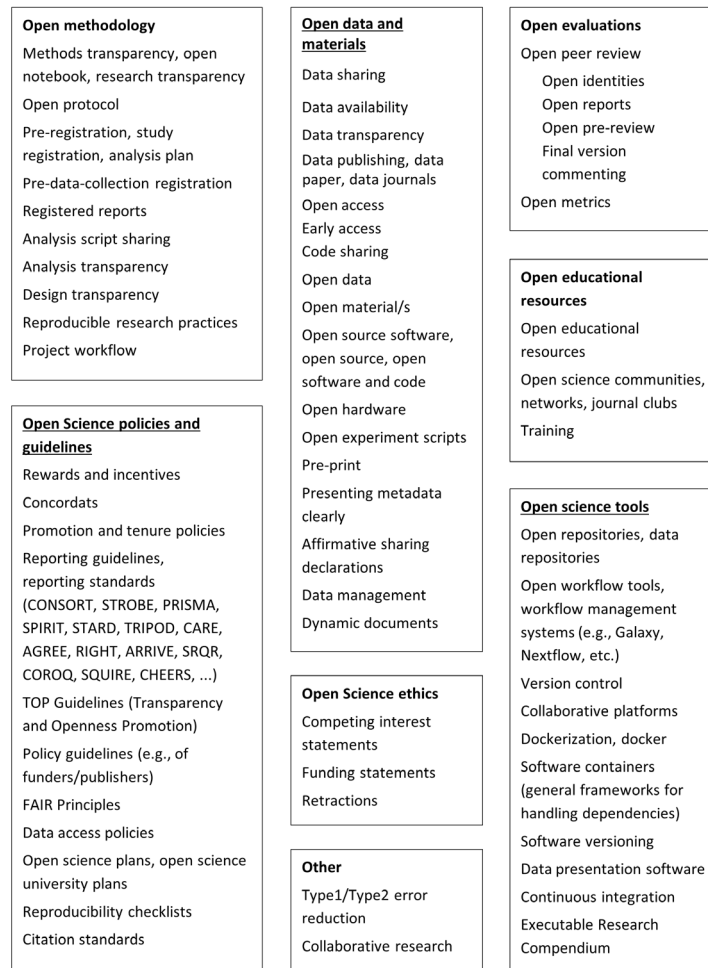 Open methodology
Methods transparency, open
notebook, research transparency
Open protocol
Pre-registration, study
registration, analysis plan
Pre-data-collection registration
Registered reports
Analysis script sharing
Analysis transparency
Design transparency
Reproducible research practices
Project workflow
Open Science policies and
guidelines
Rewards and incentives
Concordats
Promotion and tenure policies
Reporting guidelines,
reporting standards
(CONSORT, STROBE, PRISMA,
SPIRIT, STARD, TRIPOD, CARE,
AGREE, RIGHT, ARRIVE, SRQR,
COROQ, SQUIRE, CHEERS, ...)
TOP Guidelines (Transparency
and Openness Promotion)
Policy guidelines (e.g., of
funders/publishers)
FAIR Principles
Data access policies
Open science plans, open science
university plans
Reproducibility checklists
Citation standards
Open data and
materials
Data sharing
Data availability
Data transparency
Data publishing, data
paper, data journals
Open access
Early access
Code sharing
Open data
Open material/s
Open source software,
open source, open
software and code
Open hardware
Open experiment scripts
Pre-print
Presenting metadata
clearly
Affirmative sharing
declarations
Data management
Dynamic documents
Open Science ethics
Competing interest
statements
Funding statements
Retractions
Other
Type1/Type2 error
reduction
Collaborative research
Open evaluations
Open peer review
Open identities
Open reports
Open pre-review
Final version
commenting
Open metrics
Open educational
resources
Open educational
resources
Open science communities,
networks, journal clubs
Training
Open science tools
Open repositories, data
repositories
Open workflow tools,
workflow management
systems (e.g., Galaxy,
Nextflow, etc.)
Version control
Collaborative platforms
Dockerization, docker
Software containers
(general frameworks for
handling dependencies)
Software versioning
Data presentation software
Continuous integration
Executable Research
Compendium